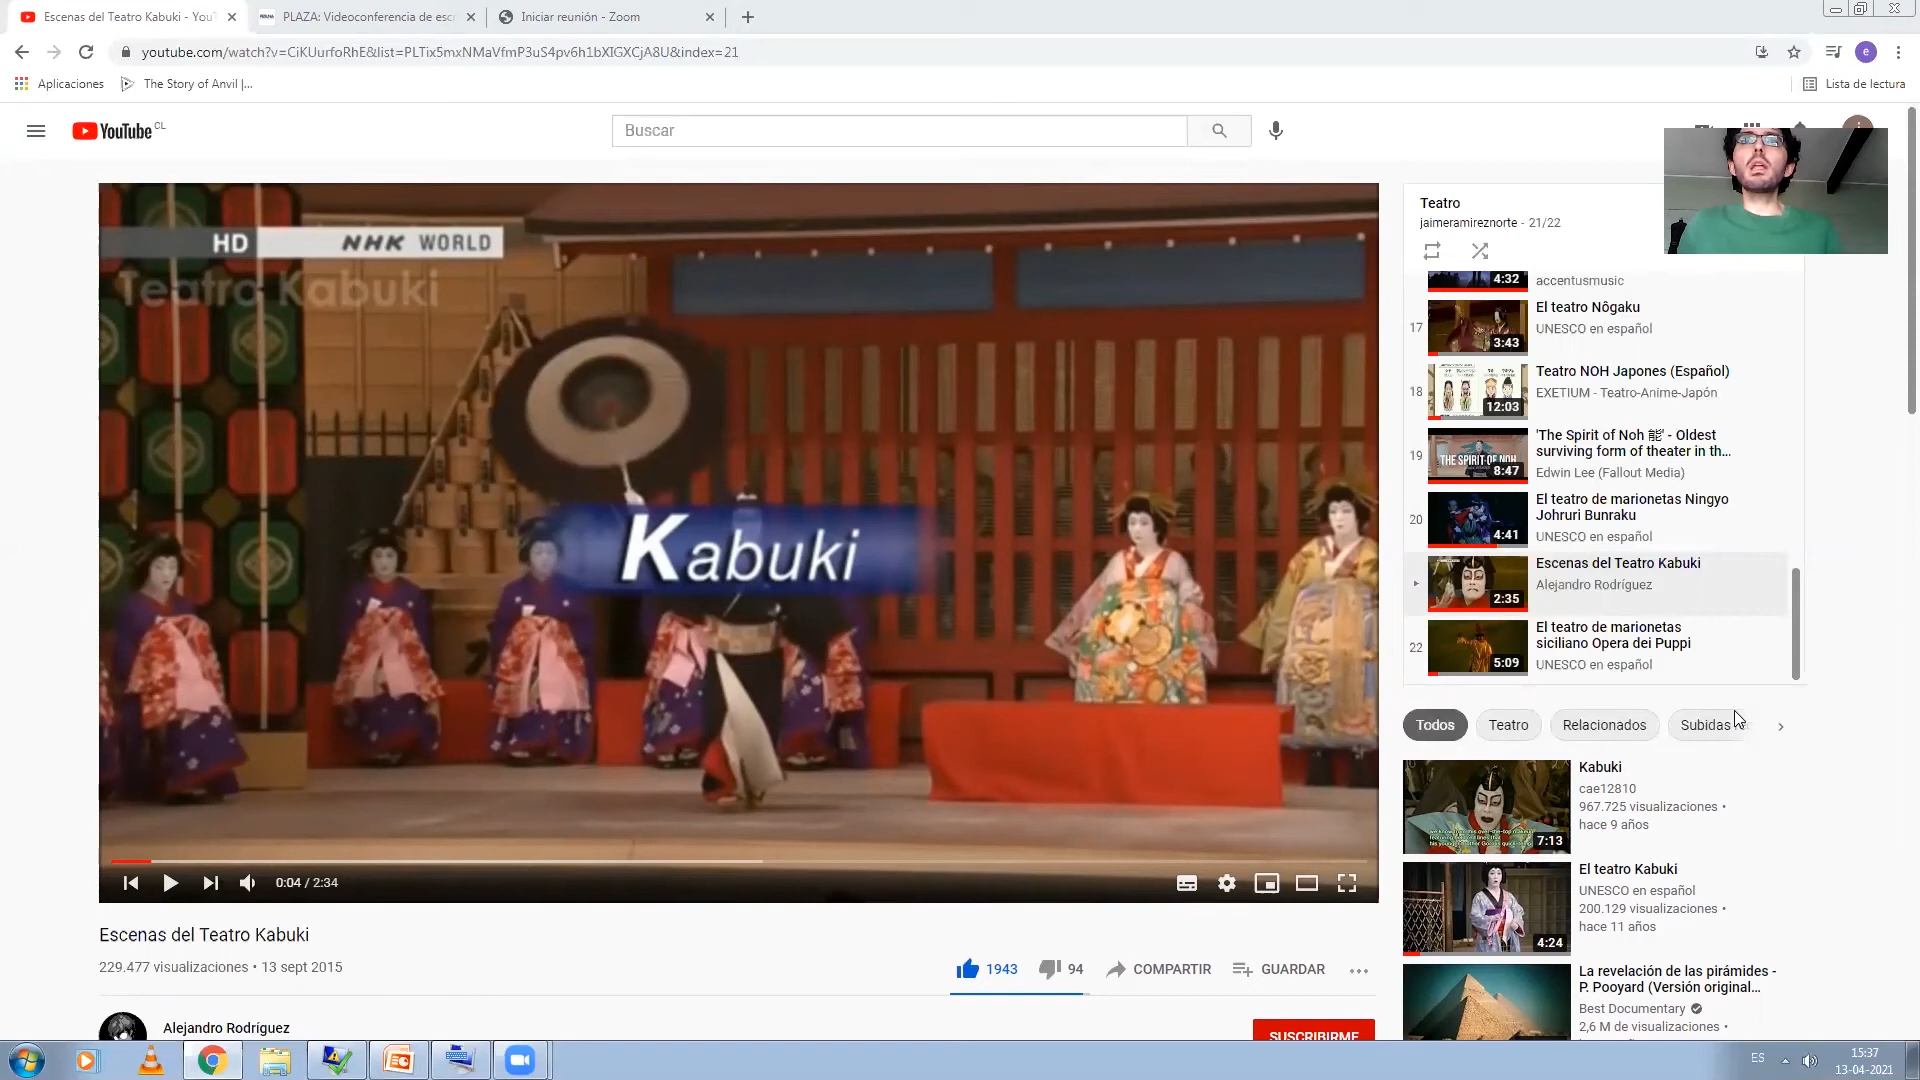 Escenas del Teatro Kabuki - You
PLAZA: Videoconferencia de esc
Iniciar reunión - Zoom
youtube.com/watch?v=CiKUurfoRhE&list=PLTix5mxNMaVfmP3uS4pv6h1bXIGXCjA8U&index=21
e
Aplicaciones
The Story of Anvil |...
Lista de lectura
YouTube CL
Buscar
HD NHK WORLD
Teatro Kabuki
Kabuki
0:04 / 2:34
Escenas del Teatro Kabuki
229.477 visualizaciones • 13 sept 2015
1943
94
COMPARTIR
GUARDAR
Alejandro Rodríguez
SUSCRIBIRME
Teatro
jaimeramireznorte - 21/22
4:32
accentusmusic
17
3:43
El teatro Nôgaku
UNESCO en español
18
12:03
Teatro NOH Japones (Español)
EXETIUM - Teatro-Anime-Japón
19
THE SPIRIT OF NOH
8:47
'The Spirit of Noh 能' - Oldest
surviving form of theater in th...
Edwin Lee (Fallout Media)
20
4:41
El teatro de marionetas Ningyo
Johruri Bunraku
UNESCO en español
2:35
Escenas del Teatro Kabuki
Alejandro Rodríguez
22
5:09
El teatro de marionetas
siciliano Opera dei Puppi
UNESCO en español
Todos
Teatro
Relacionados
Subidas
7:13
Kabuki
cae12810
967.725 visualizaciones •
hace 9 años
4:24
El teatro Kabuki
UNESCO en español
200.129 visualizaciones •
hace 11 años
La revelación de las pirámides -
P. Pooyard (Versión original...
Best Documentary
2,6 M de visualizaciones •
ES
15:37
13-04-2021